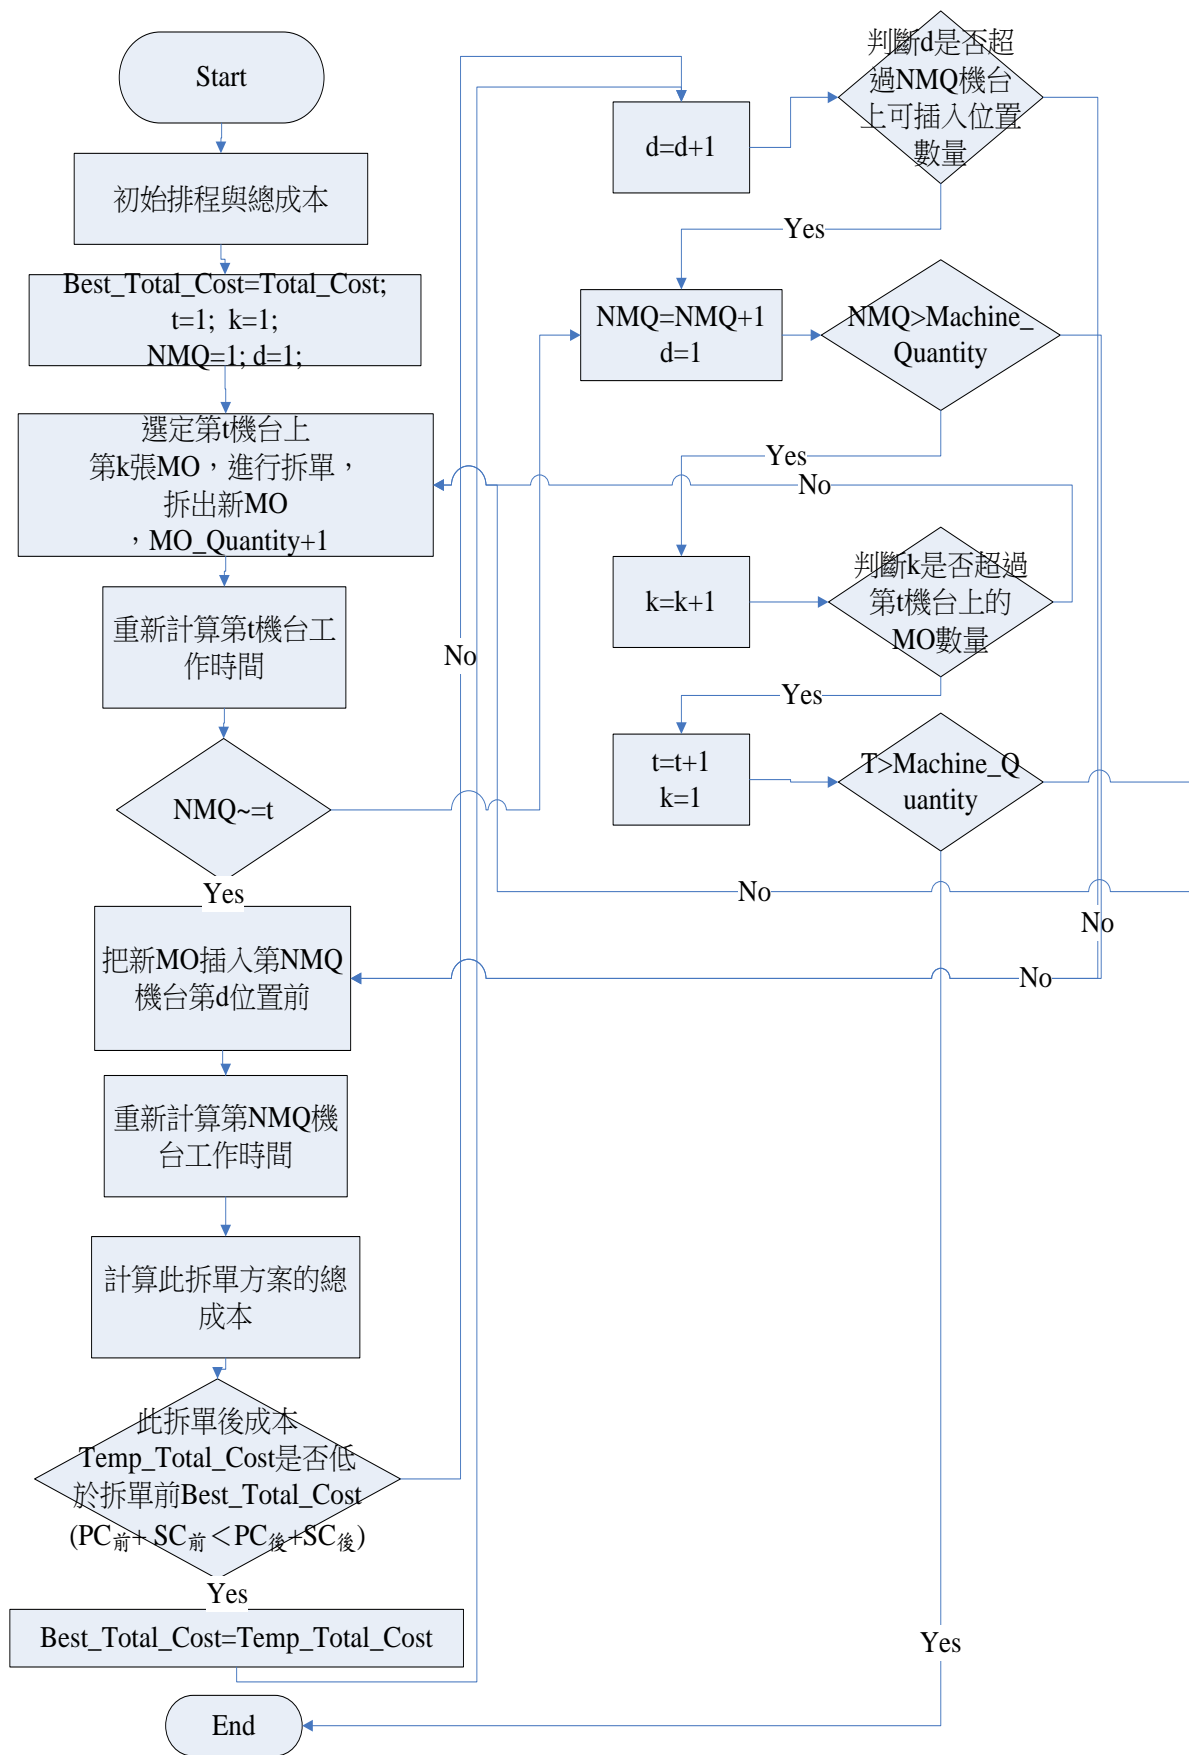 Start
初始排程與總成本
Best_Total_Cost=Total_Cost;
t=1;  k=1;
NMQ=1; d=1;
選定第t機台上
第k張MO，進行拆單，
拆出新MO
，MO_Quantity+1
重新計算第t機台工
作時間
NMQ~=t
Yes
把新MO插入第NMQ
機台第d位置前
重新計算第NMQ機
台工作時間
計算此拆單方案的總
成本
此拆單後成本
Temp_Total_Cost是否低
於拆單前Best_Total_Cost
(PC前+ SC前＜PC後+SC後)
Yes
Best_Total_Cost=Temp_Total_Cost
End
No
d=d+1
判斷d是否超
過NMQ機台
上可插入位置
數量
Yes
NMQ=NMQ+1
d=1
NMQ>Machine_
Quantity
Yes
No
k=k+1
判斷k是否超過
第t機台上的
MO數量
Yes
t=t+1
k=1
T>Machine_Q
uantity
No
No
No
Yes